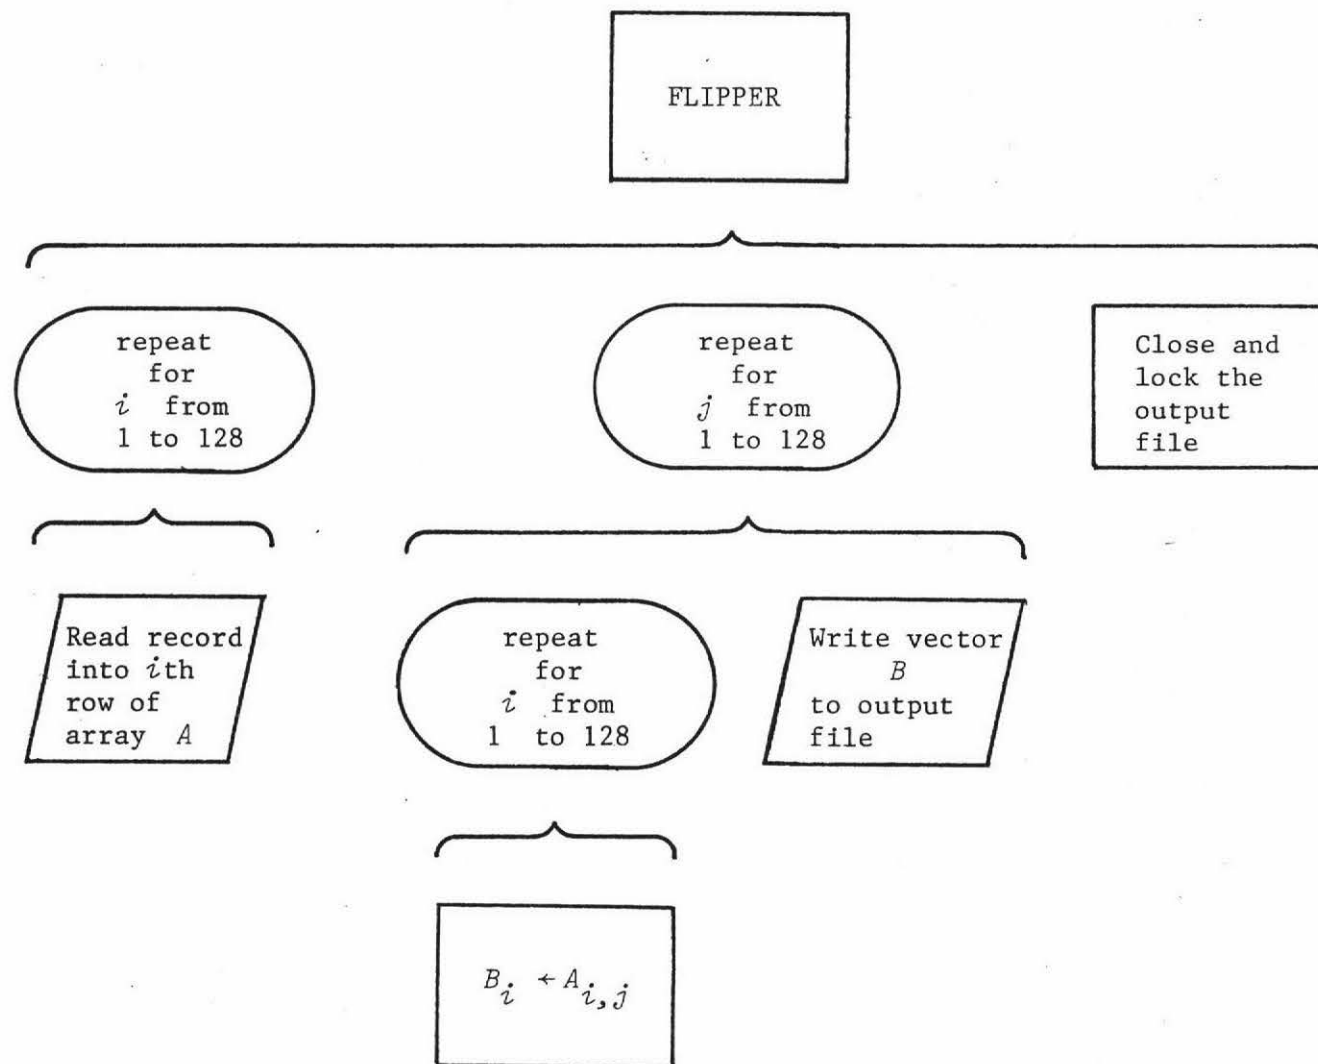 FLIPPER
repeat
for
i from
1 to 128
repeat
for
j from
1 to 128
Close and
lock the
output
file
Read record
into ith
row of
array A
repeat
for
i from
1 to 128
Write vector
B
to output
file
B_i ← A_{i,j}